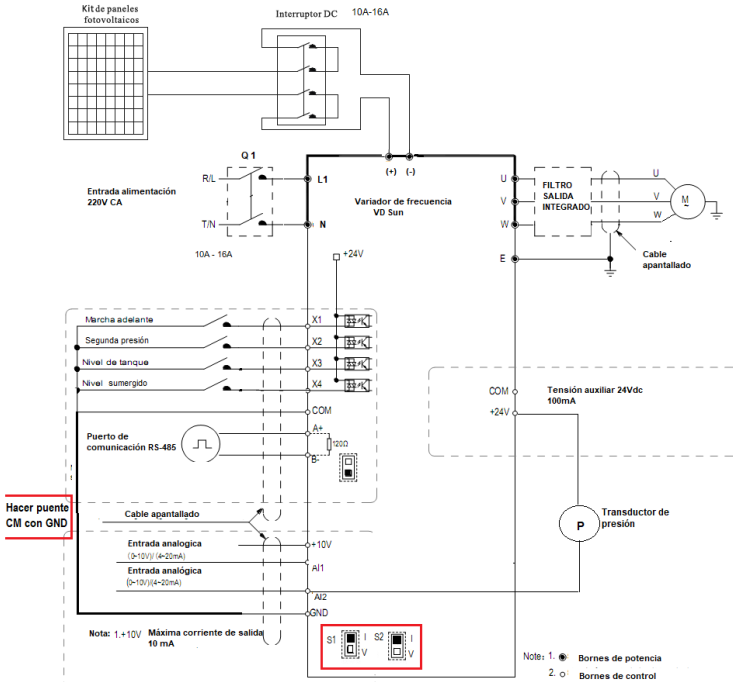 Kit de paneles
fotovoltaicos
Interruptor DC 10A-16A
Q 1
(+) (-)
R/L
L1
Entrada alimentación
220V CA
T/N
N
10A - 16A
Variador de frecuencia
VD Sun
U
V
W
E
FILTRO
SALIDA
INTEGRADO
U
V
W
M
~
Cable
apantallado
+24V
Marcha adelante
X1
Segunda presión
X2
Nivel de tanque
X3
Nivel sumergido
X4
COM
A+
Puerto de
comunicación RS-485
120Ω
B-
COM
+24V
Tensión auxiliar 24Vdc
100mA
Hacer puente
CM con GND
Cable apantallado
P
Transductor de
presión
Entrada analogica
(0~10V)/ (4~20mA)
+10V
Entrada analógica
(0~10V)/(4~20mA)
AI1
AI2
GND
Nota: 1.+10V Máxima corriente de salida
10 mA
S1 I
V
S2 I
V
Note: 1. Bornes de potencia
2. Bornes de control